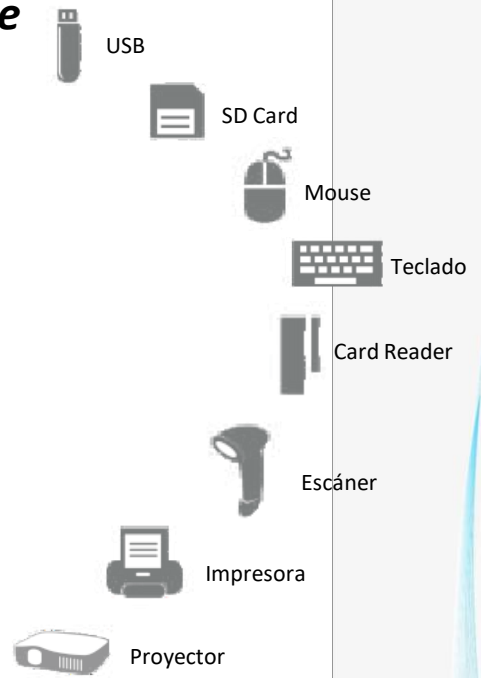 e
USB
SD Card
Mouse
Teclado
Card Reader
Escáner
Impresora
Proyector